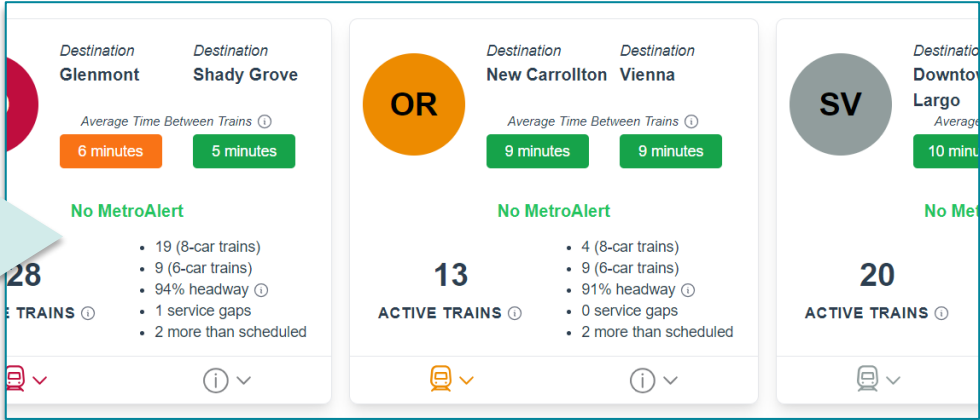 Destination Destination
Glenmont Shady Grove
Average Time Between Trains
6 minutes 5 minutes
No MetroAlert
28
TRAINS
• 19 (8-car trains)
• 9 (6-car trains)
• 94% headway
• 1 service gaps
• 2 more than scheduled
OR
Destination Destination
New Carrollton Vienna
Average Time Between Trains
9 minutes 9 minutes
No MetroAlert
13
ACTIVE TRAINS
• 4 (8-car trains)
• 9 (6-car trains)
• 91% headway
• 0 service gaps
• 2 more than scheduled
SV
Largo
10
No
20
ACTIVE TRAINS